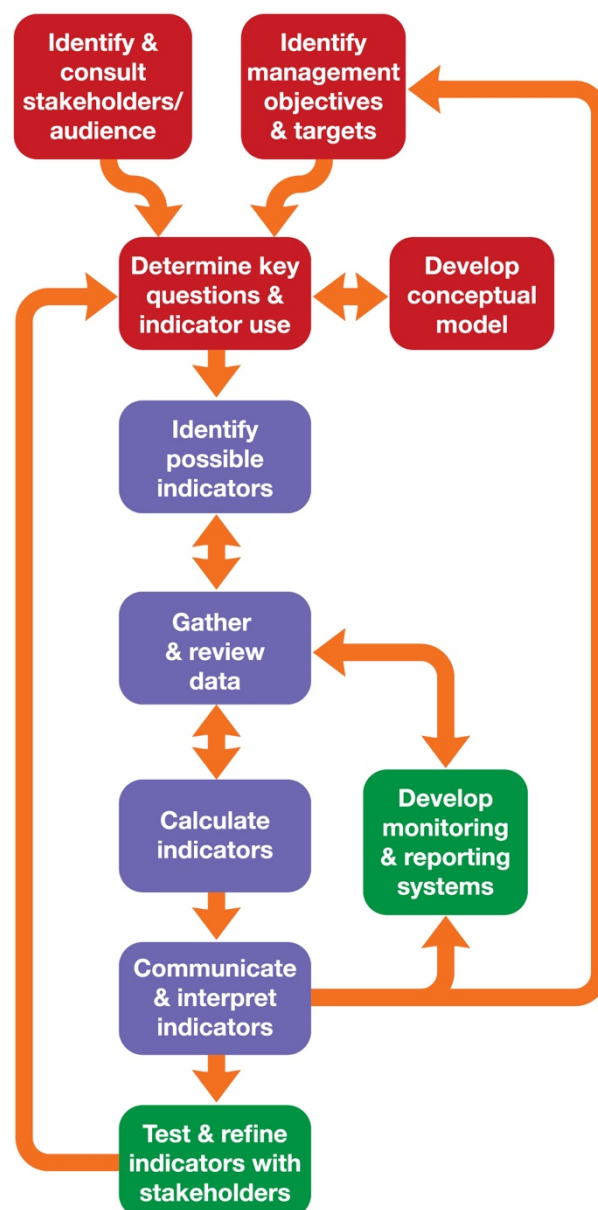 Identify &
consult
stakeholders/
audience
Identify
management
objectives
& targets
Determine key
questions &
indicator use
Develop
conceptual
model
Identify
possible
indicators
Gather
& review
data
Calculate
indicators
Develop
monitoring
& reporting
systems
Communicate
& interpret
indicators
Test & refine
indicators with
stakeholders